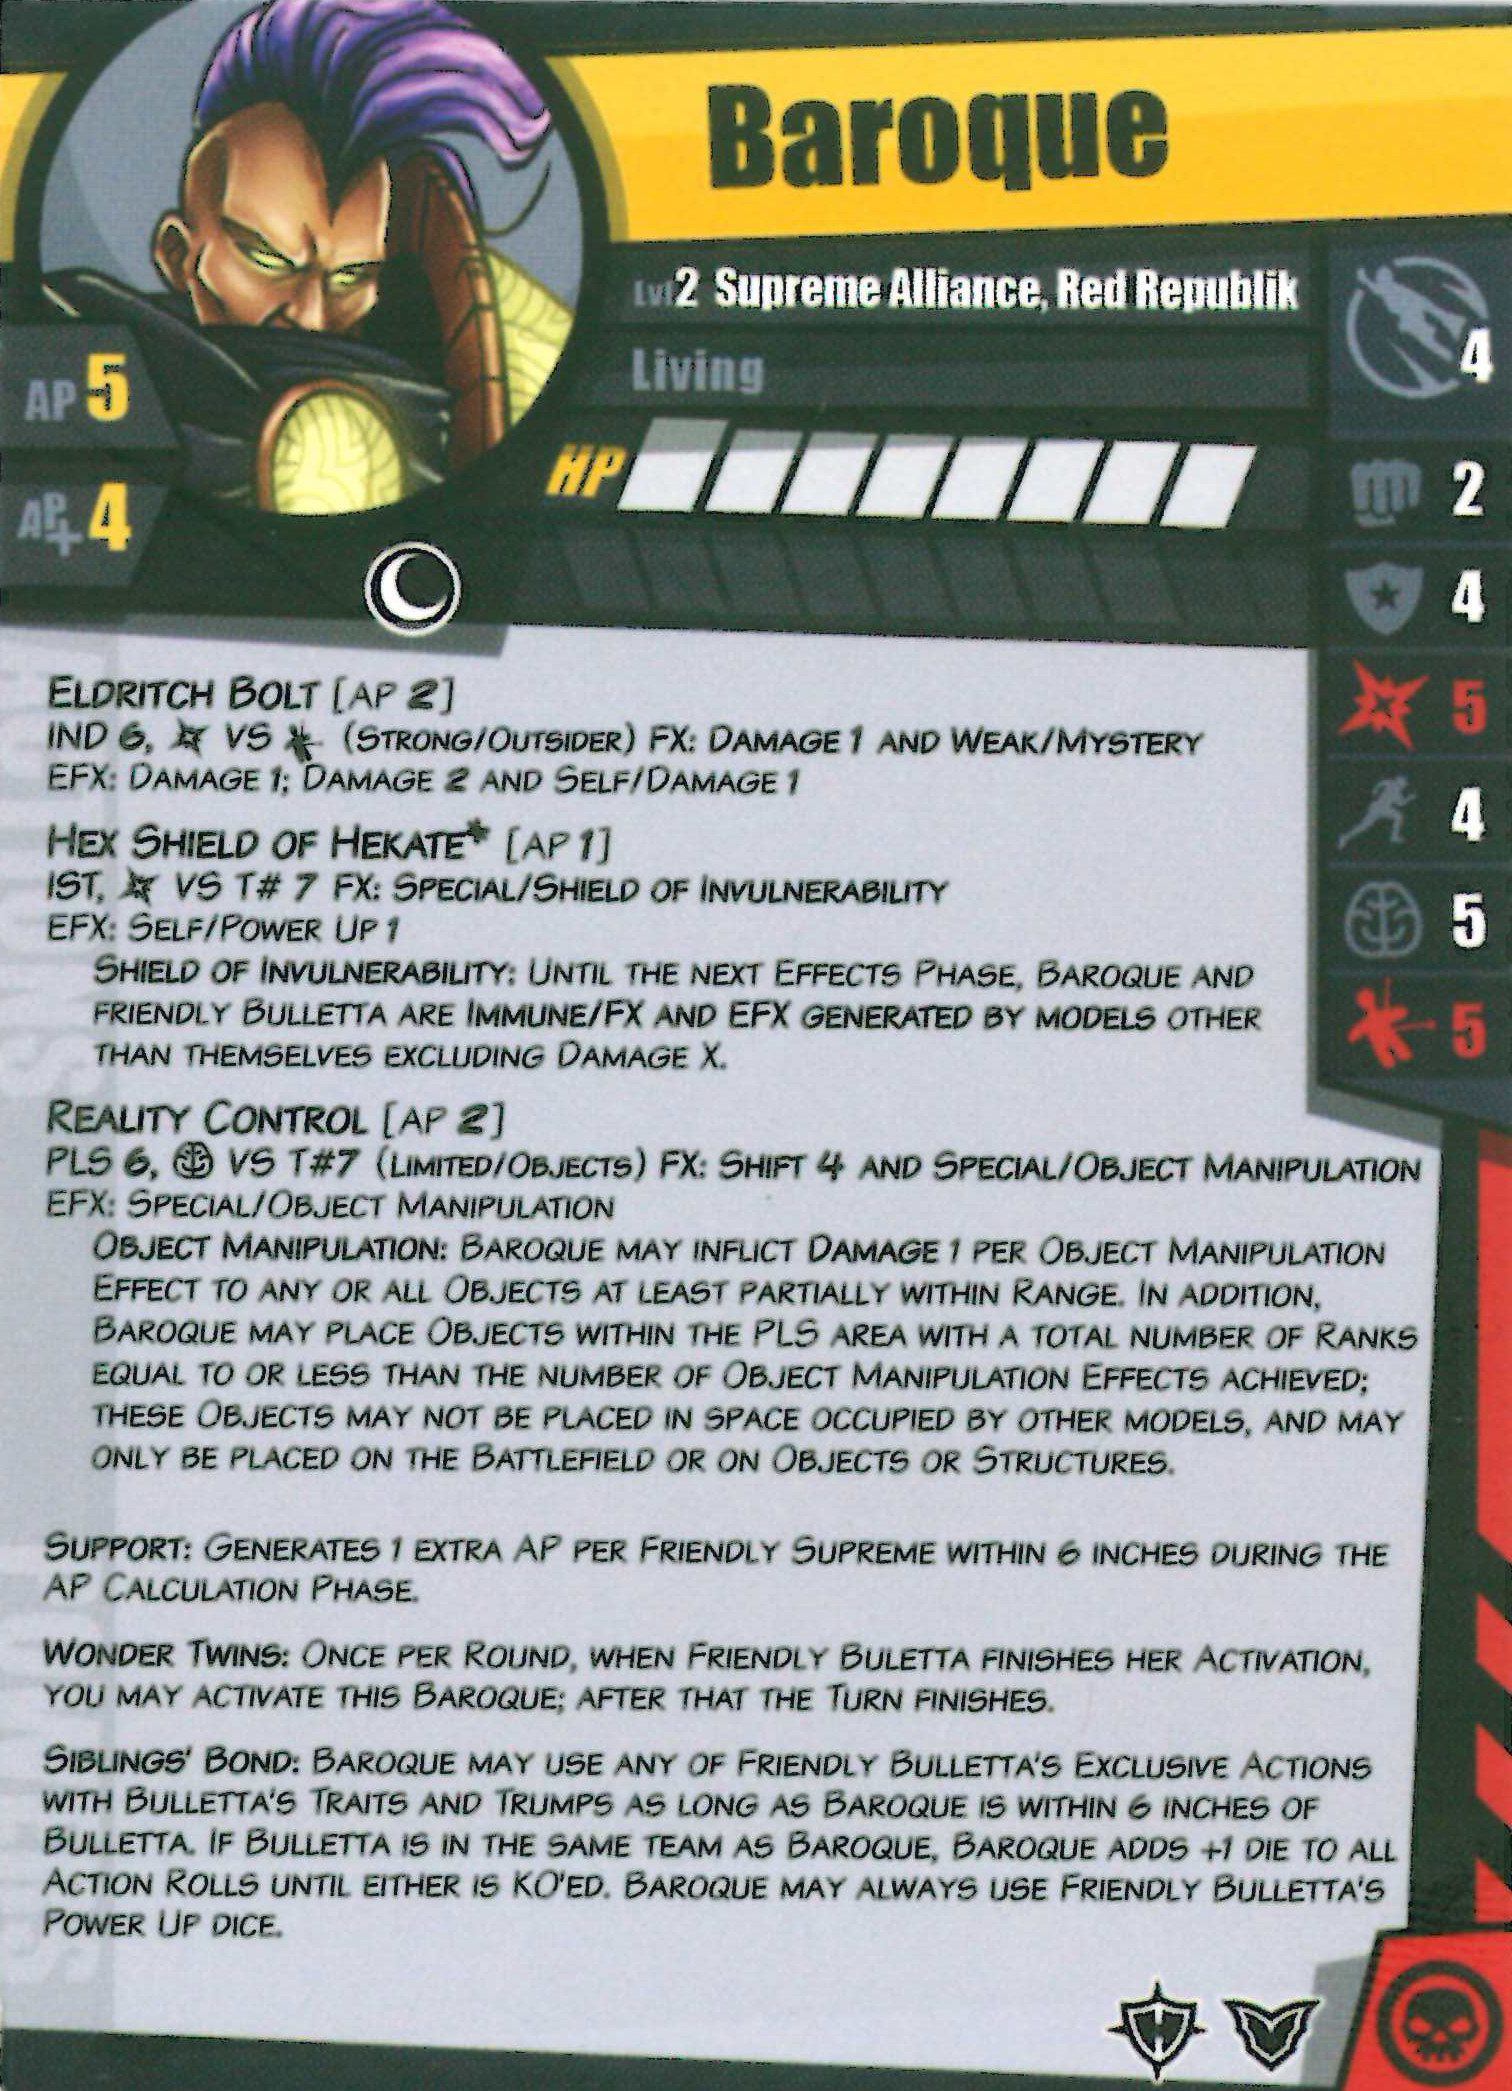 Baroque
Lvl 2 Supreme Alliance, Red Republik
4
Living
AP 5
HP
2
AP+ 4
4
5
4
5
5
ELDRITCH BOLT [AP 2]
IND 6, VS (STRONG/OUTSIDER) FX: DAMAGE 1 AND WEAK/MYSTERY
EFX: DAMAGE 1; DAMAGE 2 AND SELF/DAMAGE 1
HEX SHIELD OF HEKATE* [AP 1]
IST, VS T# 7 FX: SPECIAL/SHIELD OF INVULNERABILITY
EFX: SELF/POWER UP 1
SHIELD OF INVULNERABILITY: UNTIL THE NEXT EFFECTS PHASE, BAROQUE AND
FRIENDLY BULLETTA ARE IMMUNE/FX AND EFX GENERATED BY MODELS OTHER
THAN THEMSELVES EXCLUDING DAMAGE X.
REALITY CONTROL [AP 2]
PLS 6, VS T#7 (LIMITED/OBJECTS) FX: SHIFT 4 AND SPECIAL/OBJECT MANIPULATION
EFX: SPECIAL/OBJECT MANIPULATION
OBJECT MANIPULATION: BAROQUE MAY INFLICT DAMAGE 1 PER OBJECT MANIPULATION
EFFECT TO ANY OR ALL OBJECTS AT LEAST PARTIALLY WITHIN RANGE. IN ADDITION,
BAROQUE MAY PLACE OBJECTS WITHIN THE PLS AREA WITH A TOTAL NUMBER OF RANKS
EQUAL TO OR LESS THAN THE NUMBER OF OBJECT MANIPULATION EFFECTS ACHIEVED;
THESE OBJECTS MAY NOT BE PLACED IN SPACE OCCUPIED BY OTHER MODELS, AND MAY
ONLY BE PLACED ON THE BATTLEFIELD OR ON OBJECTS OR STRUCTURES.
SUPPORT: GENERATES 1 EXTRA AP PER FRIENDLY SUPREME WITHIN 6 INCHES DURING THE
AP CALCULATION PHASE.
WONDER TWINS: ONCE PER ROUND, WHEN FRIENDLY BULETTA FINISHES HER ACTIVATION,
YOU MAY ACTIVATE THIS BAROQUE; AFTER THAT THE TURN FINISHES.
SIBLINGS' BOND: BAROQUE MAY USE ANY OF FRIENDLY BULLETTA'S EXCLUSIVE ACTIONS
WITH BULLETTA'S TRAITS AND TRUMPS AS LONG AS BAROQUE IS WITHIN 6 INCHES OF
BULLETTA. IF BULLETTA IS IN THE SAME TEAM AS BAROQUE, BAROQUE ADDS +1 DIE TO ALL
ACTION ROLLS UNTIL EITHER IS KO'ED. BAROQUE MAY ALWAYS USE FRIENDLY BULLETTA'S
POWER UP DICE.